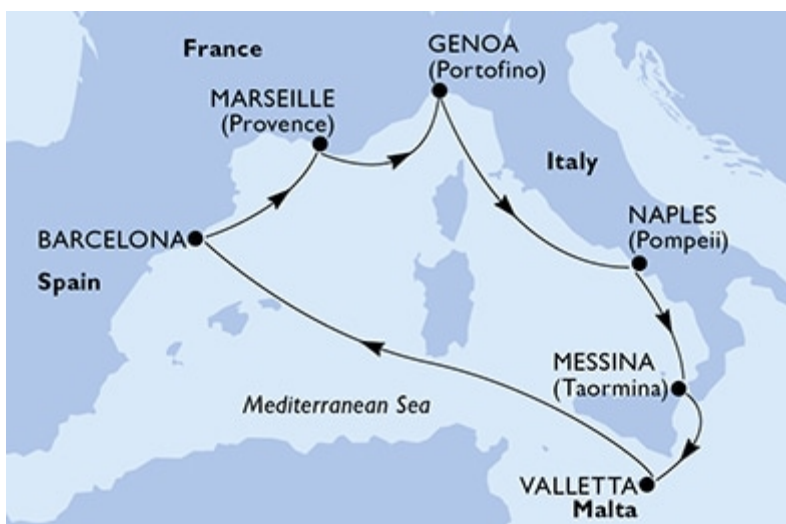 France
GENOA
(Portofino)
MARSEILLE
(Provence)
Italy
NAPLES
(Pompeii)
BARCELONA
Spain
MESSINA
(Taormina)
Mediterranean Sea
VALLETTA
Malta